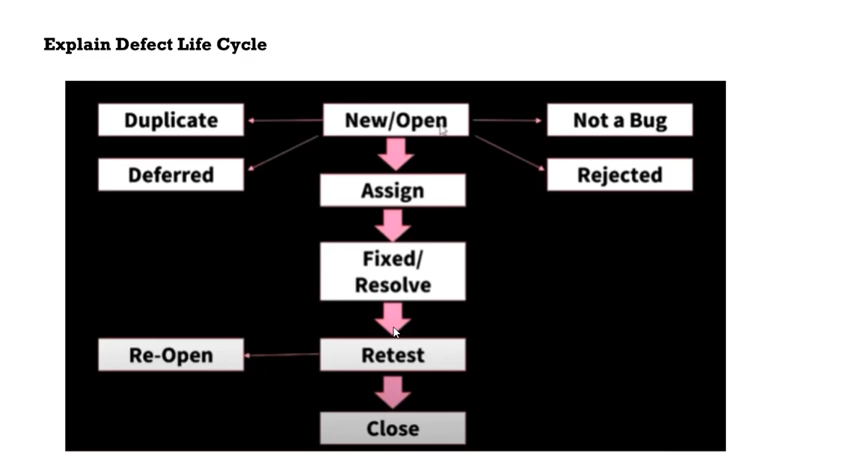 Explain Defect Life Cycle
Duplicate
New/Open
Not a Bug
Deferred
Assign
Rejected
Fixed/
Resolve
Re-Open
Retest
Close